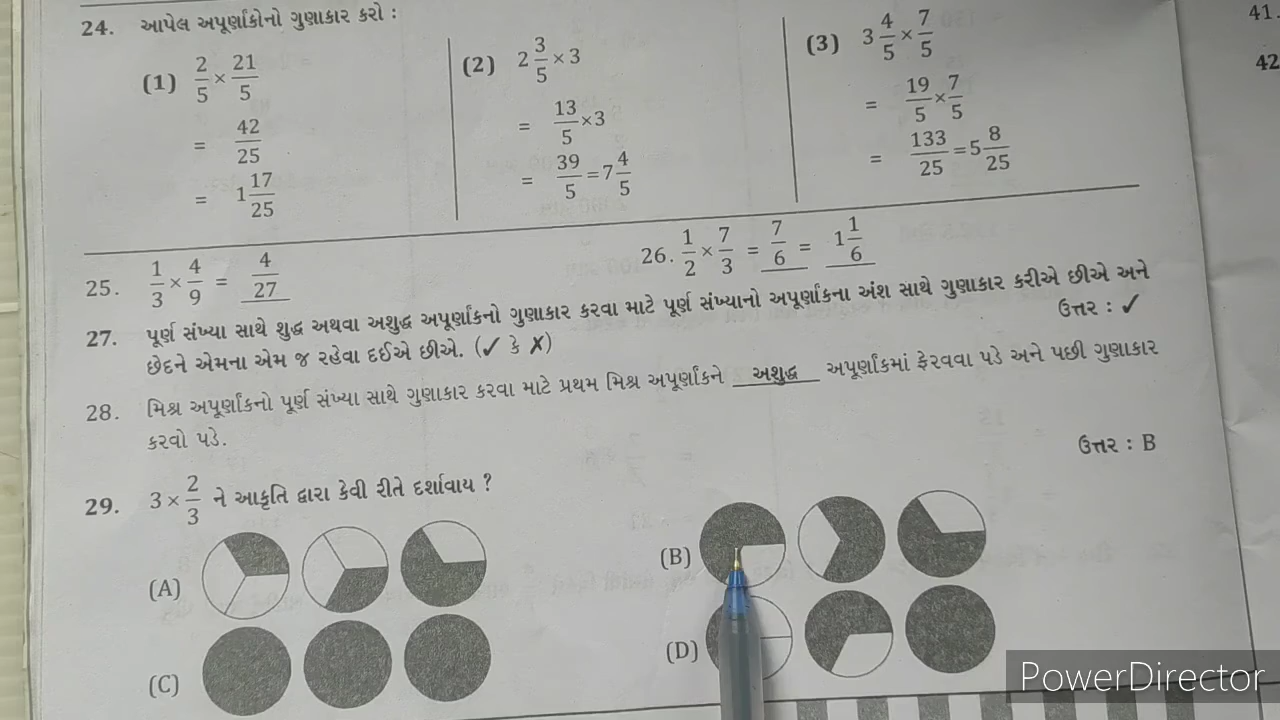 24. આપેલ અપૂર્ણાંકોનો ગુણાકાર કરો :
(1) 2/5 × 21/5
= 42/25
= 1 17/25
(2) 2 3/5 × 3
= 13/5 × 3
= 39/5 = 7 4/5
(3) 3 4/5 × 7/5
= 19/5 × 7/5
= 133/25 = 5 8/25
25. 1/3 × 4/9 = 4/27
26. 1/2 × 7/3 = 7/6 = 1 1/6
27. પૂર્ણ સંખ્યા સાથે શુદ્ધ અથવા અશુદ્ધ અપૂર્ણાંકનો ગુણાકાર કરવા માટે પૂર્ણ સંખ્યાનો અપૂર્ણાંકના અંશ સાથે ગુણાકાર કરીએ છીએ અને
છેદને એમના એમ જ રહેવા દઈએ છીએ. (✓ કે ✗) ઉત્તર : ✓
28. મિશ્ર અપૂર્ણાંકનો પૂર્ણ સંખ્યા સાથે ગુણાકાર કરવા માટે પ્રથમ મિશ્ર અપૂર્ણાંકને અશુદ્ધ અપૂર્ણાંકમાં ફેરવવા પડે અને પછી ગુણાકાર
કરવો પડે.
29. 3 × 2/3 ને આકૃતિ દ્વારા કેવી રીતે દર્શાવાય ? ઉત્તર : B
(A)
(B)
(C)
(D)
41.
42
PowerDirector